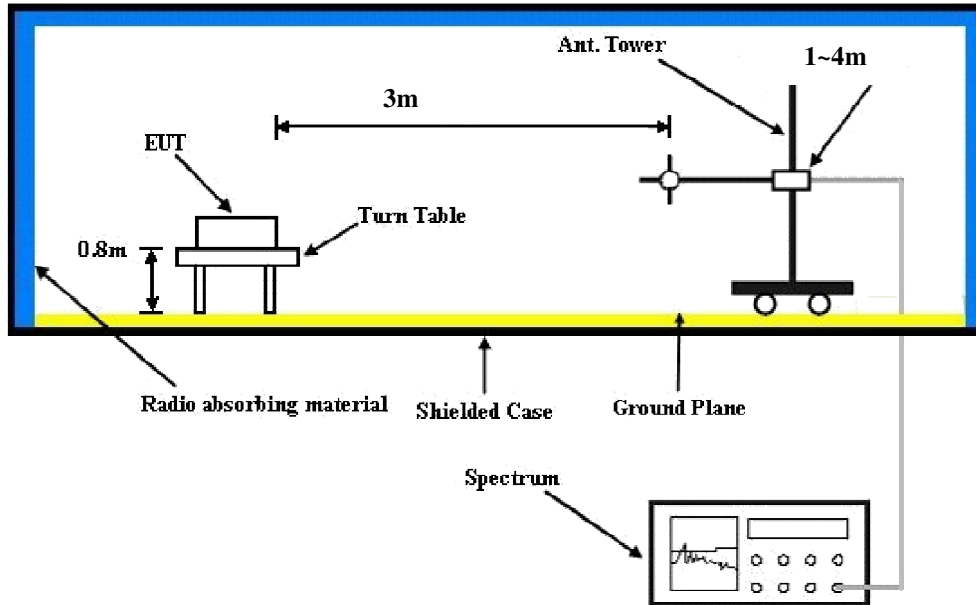 Ant. Tower
1~4m
3m
EUT
Turn Table
0.8m
Radio absorbing material
Shielded Case
Ground Plane
Spectrum